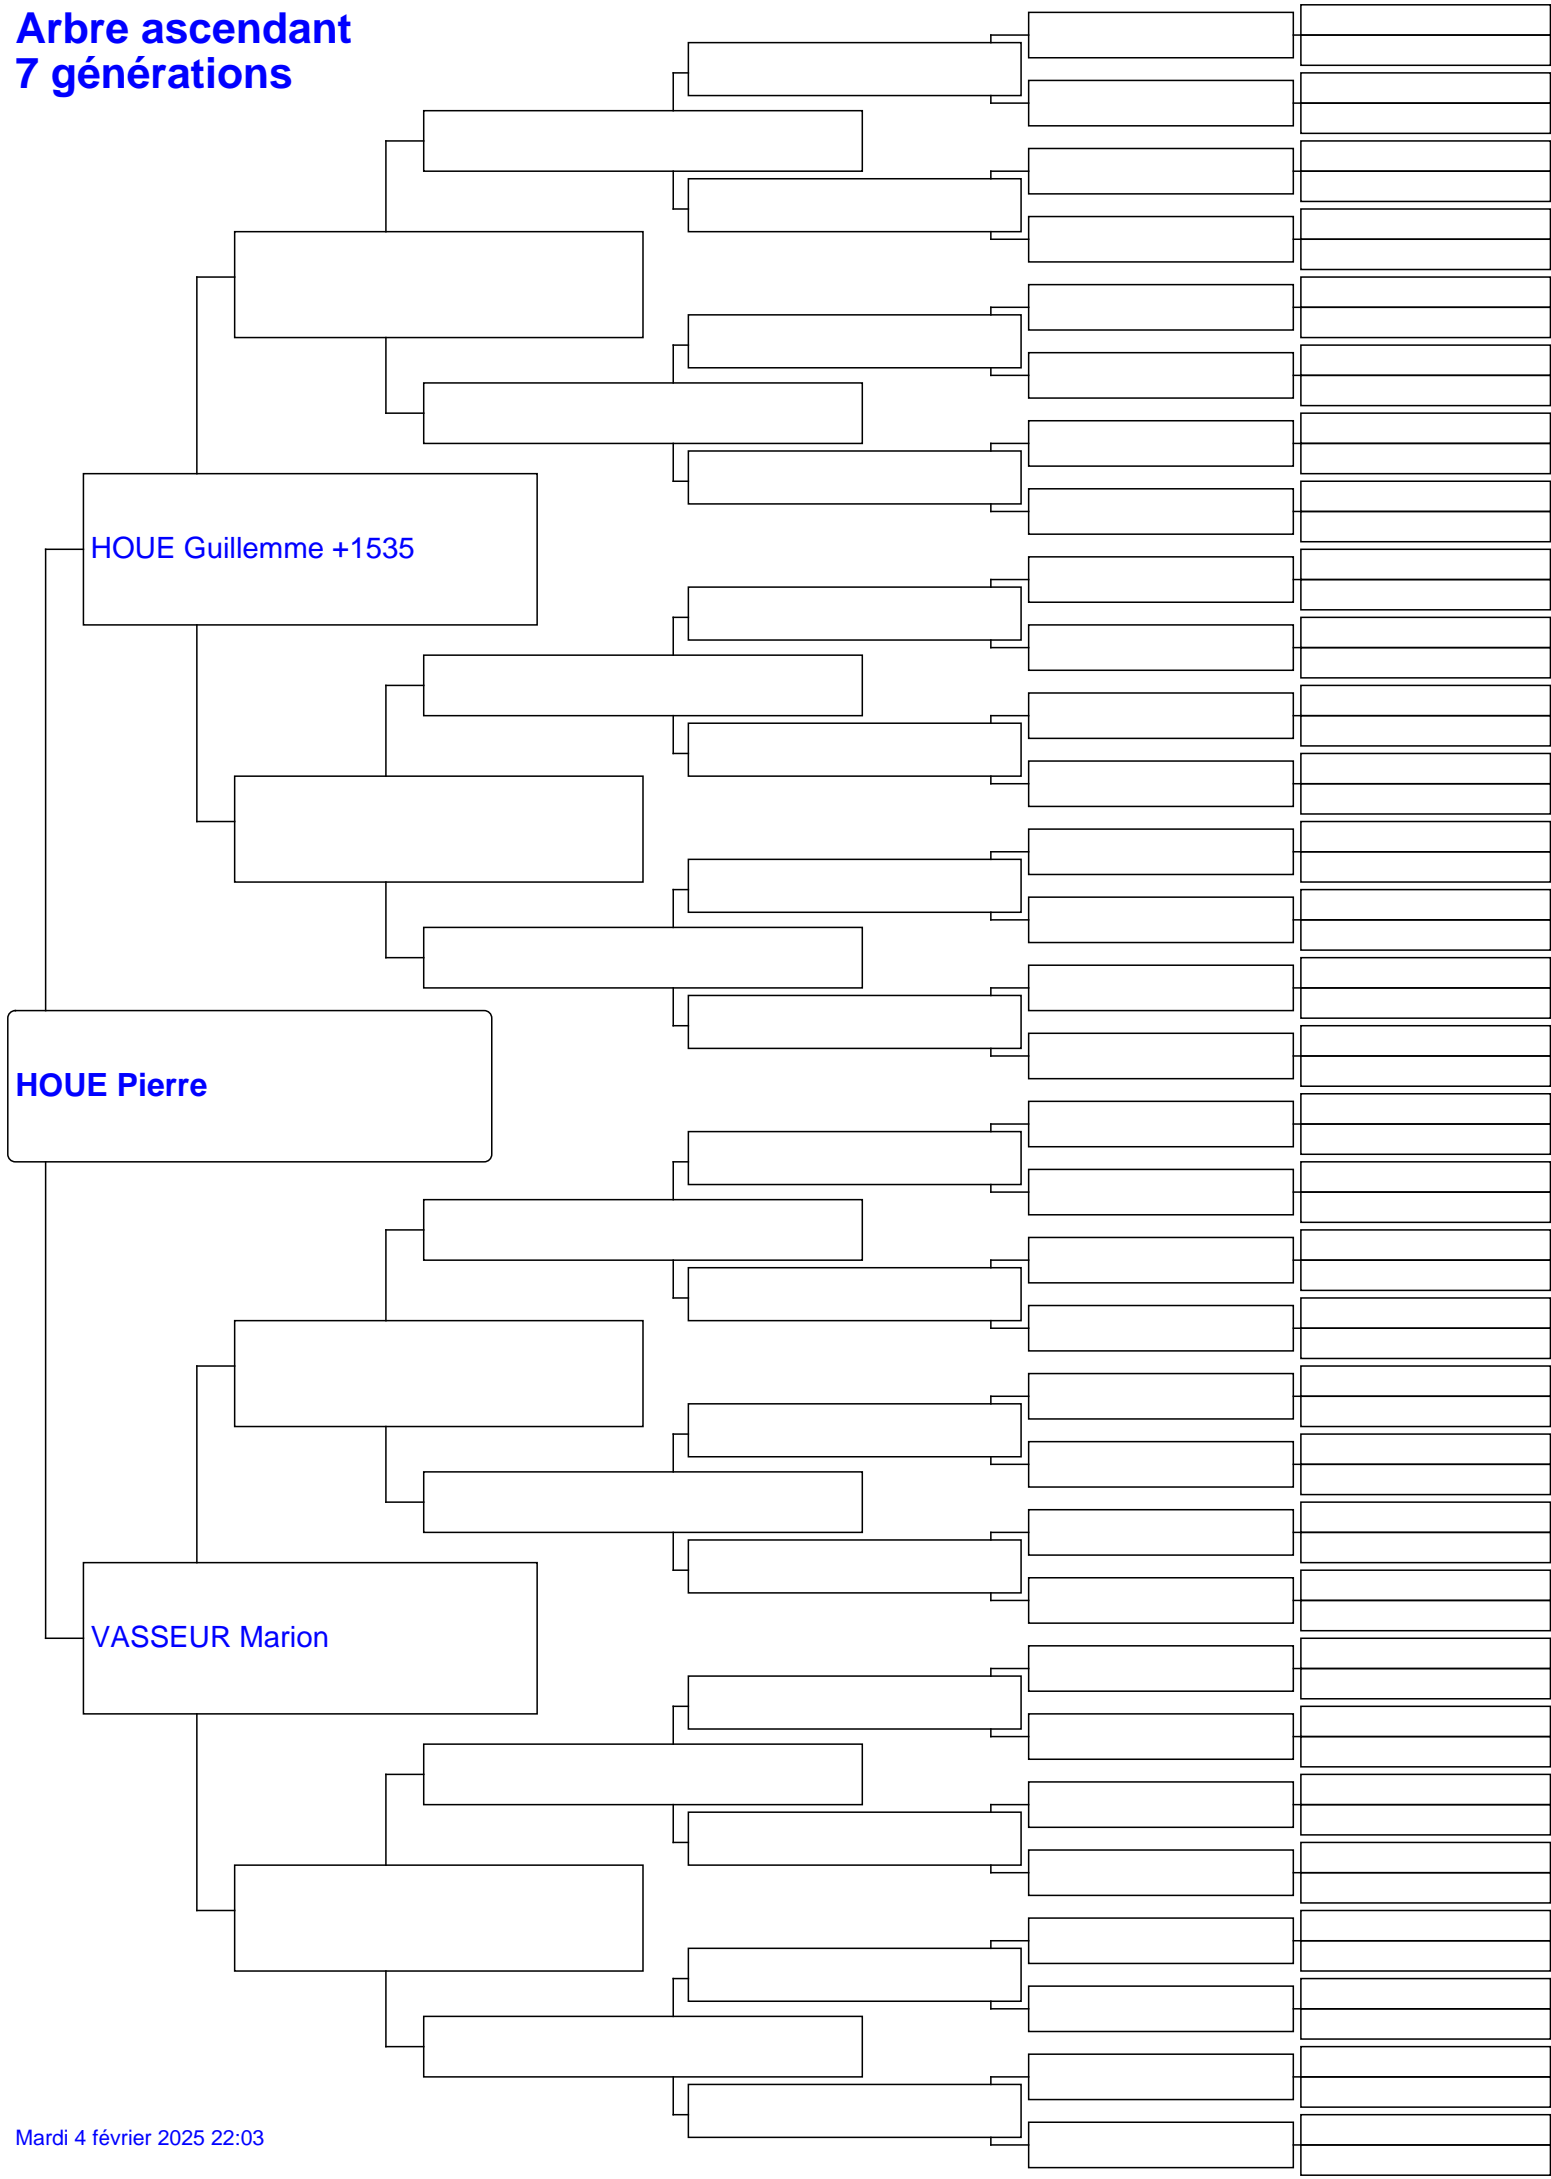 Arbre ascendant
7 générations
HOUE Guillemme +1535
HOUE Pierre
VASSEUR Marion
Mardi 4 février 2025 22:03